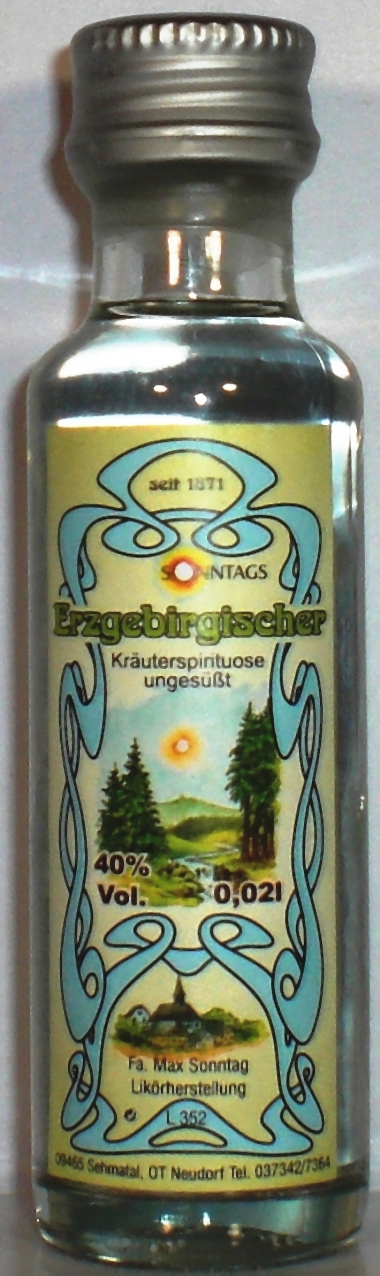 seit 1871
SONNTAGS
Erzgebirgischer
Kräuterspirituose
ungesüßt
40%
Vol. 0,02l
Fa. Max Sonntag
Likörherstellung
L 352
09465 Sehmatal, OT Neudorf Tel. 037342/7364